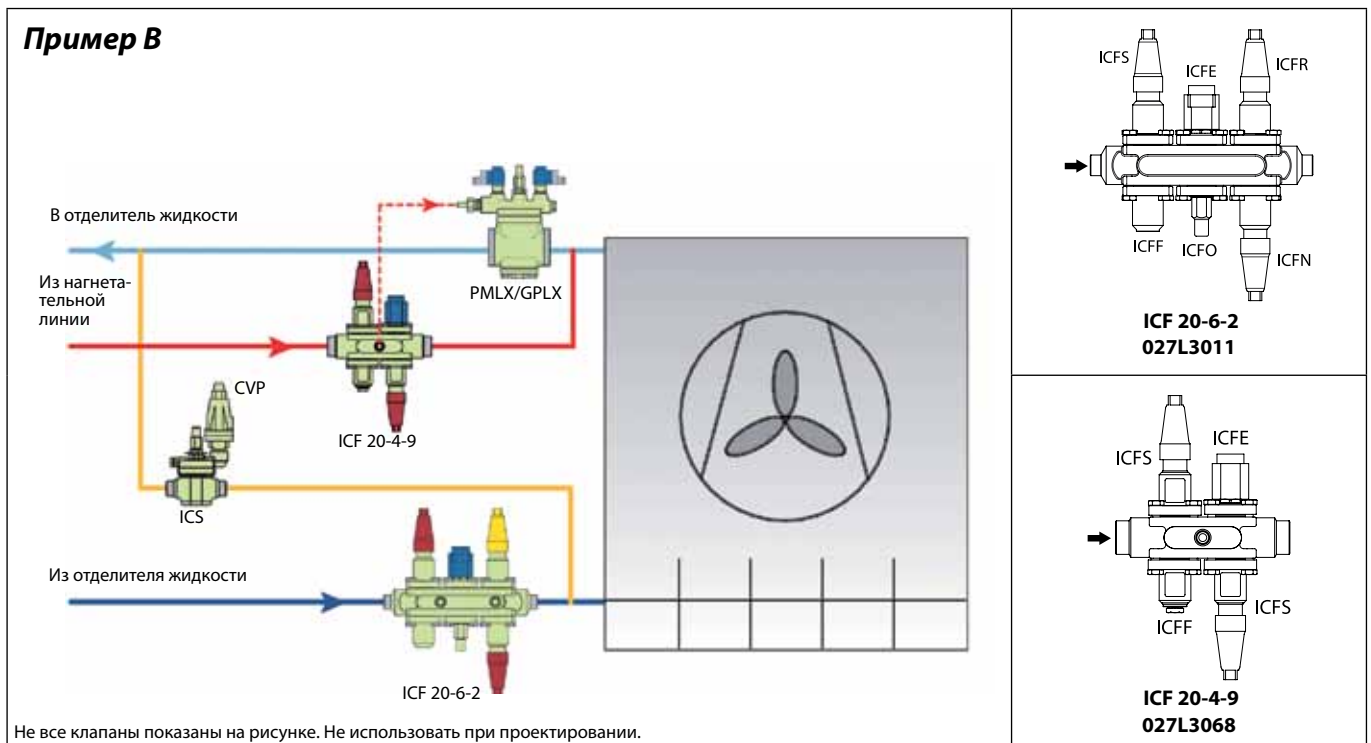 Пример В
В отделитель жидкости
Из нагнета-
тельной
линии
PMLX/GPLX
CVP
ICF 20-4-9
ICS
Из отделителя жидкости
ICF 20-6-2
Не все клапаны показаны на рисунке. Не использовать при проектировании.
ICFS
ICFE
ICFR
ICFF
ICFO
ICFN
ICF 20-6-2
027L3011
ICFS
ICFE
ICFF
ICFS
ICF 20-4-9
027L3068